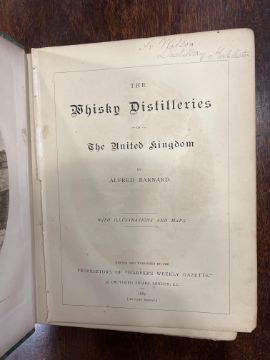 THE
Whisky Distilleries
OF
The United Kingdom
BY
ALFRED BARNARD.
WITH ILLUSTRATIONS AND MAPS.
PROPRIETORS OF "HARPER'S WEEKLY GAZETTE,"
1887